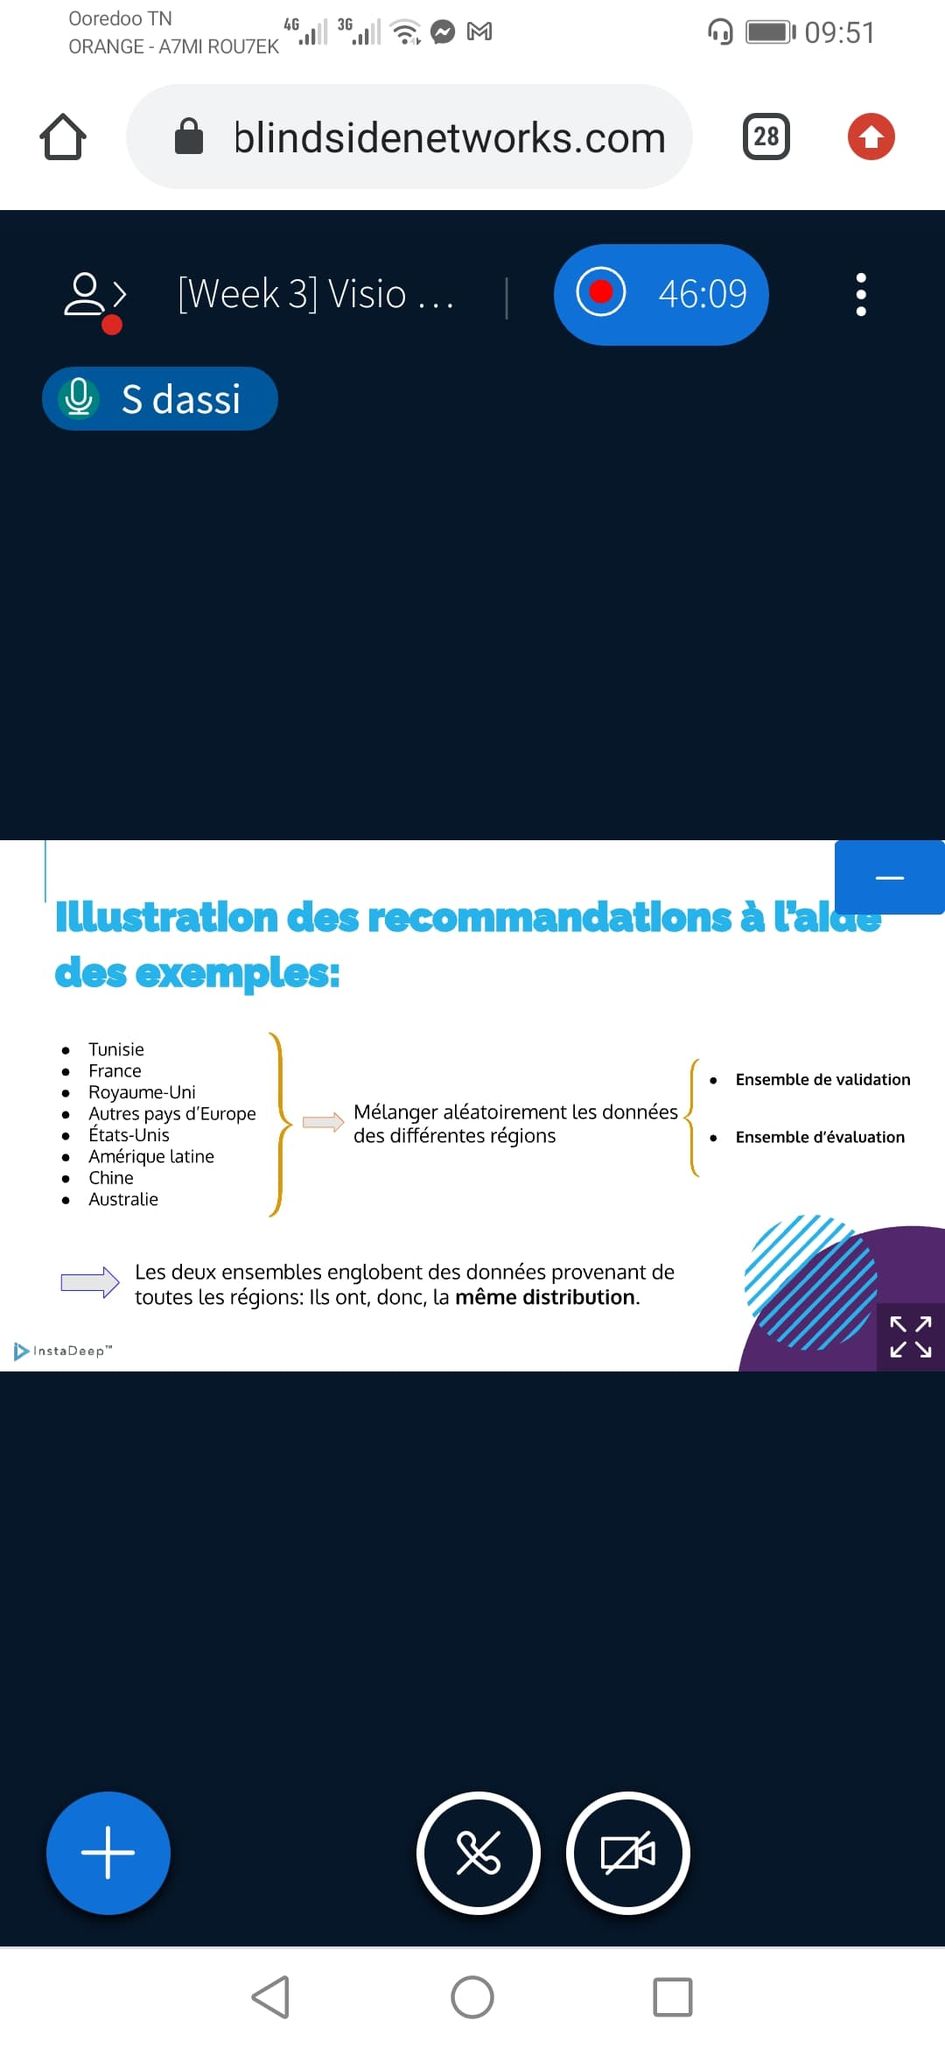 Ooredoo TN
ORANGE - A7MI ROU7EK
4G
3G
09:51
blindsidenetworks.com
28
[Week 3] Visio ...
46:09
S dassi
Illustration des recommandations à l'aide
des exemples:
• Tunisie
• France
• Royaume-Uni
• Autres pays d'Europe
• États-Unis
• Amérique latine
• Chine
• Australie
Mélanger aléatoirement les données
des différentes régions
• Ensemble de validation
• Ensemble d'évaluation
Les deux ensembles englobent des données provenant de
toutes les régions: Ils ont, donc, la même distribution.
InstaDeep™